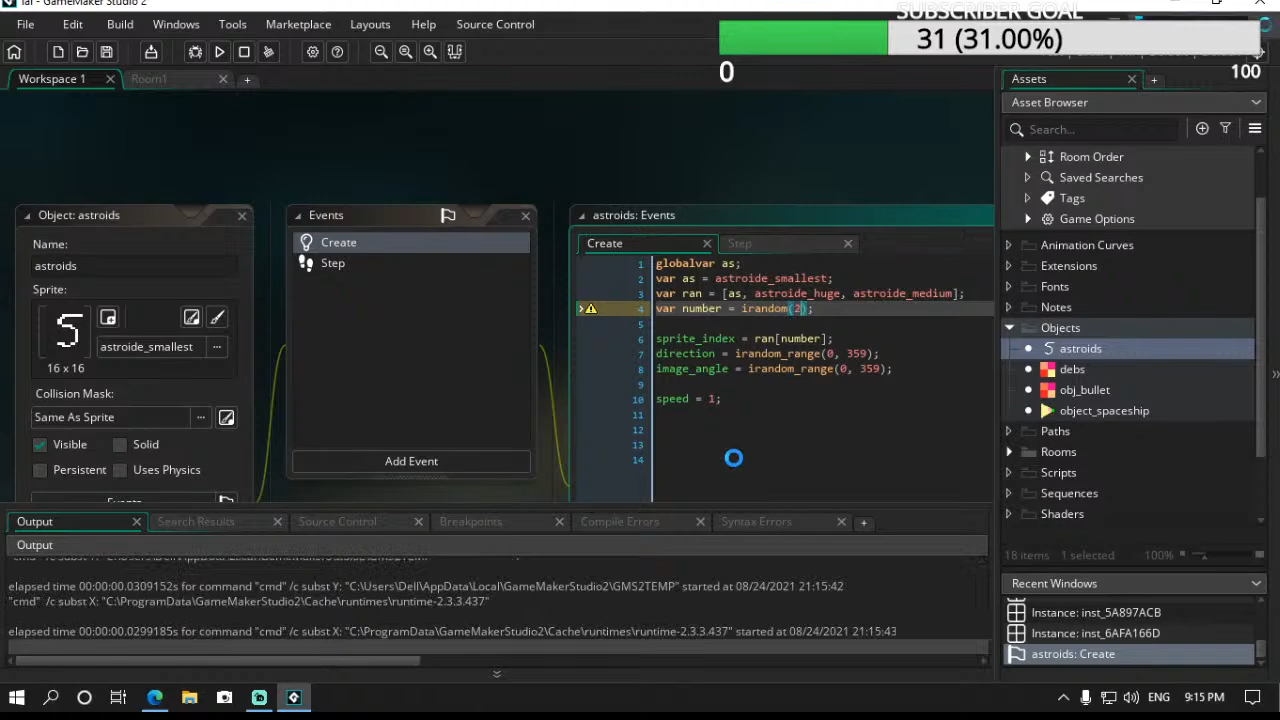 GameMaker Studio 2
SUBSCRIBER GOAL
31 (31.00%)
0
100
File Edit Build Windows Tools Marketplace Layouts Help Source Control
Workspace 1
Room1
Assets
Asset Browser
Search...
Room Order
Saved Searches
Tags
Game Options
Animation Curves
Extensions
Fonts
Notes
Objects
astroids
debs
obj_bullet
object_spaceship
Paths
Rooms
Scripts
Sequences
Shaders
18 items 1 selected 100%
Recent Windows
Instance: inst_5A897ACB
Instance: inst_6AFA166D
astroids: Create
Object: astroids
Name:
astroids
Sprite:
astroide_smallest
16 x 16
Collision Mask:
Same As Sprite
Visible Solid
Persistent Uses Physics
Events
Events
Create
Step
Add Event
astroids: Events
Create Step
1 globalvar as;
2 var as = astroide_smallest;
3 var ran = [as, astroide_huge, astroide_medium];
4 var number = irandom(2);
5
6 sprite_index = ran[number];
7 direction = irandom_range(0, 359);
8 image_angle = irandom_range(0, 359);
9
10 speed = 1;
11
12
13
14
Output Search Results Source Control Breakpoints Compile Errors Syntax Errors
Output
elapsed time 00:00:00.0309152s for command "cmd" /c subst Y: "C:\Users\Dell\AppData\Local\GameMakerStudio2\GMS2TEMP" started at 08/24/2021 21:15:42
"cmd" /c subst X: "C:\ProgramData\GameMakerStudio2\Cache\runtimes\runtime-2.3.3.437"
elapsed time 00:00:00.0299185s for command "cmd" /c subst X: "C:\ProgramData\GameMakerStudio2\Cache\runtimes\runtime-2.3.3.437" started at 08/24/2021 21:15:43
ENG 9:15 PM